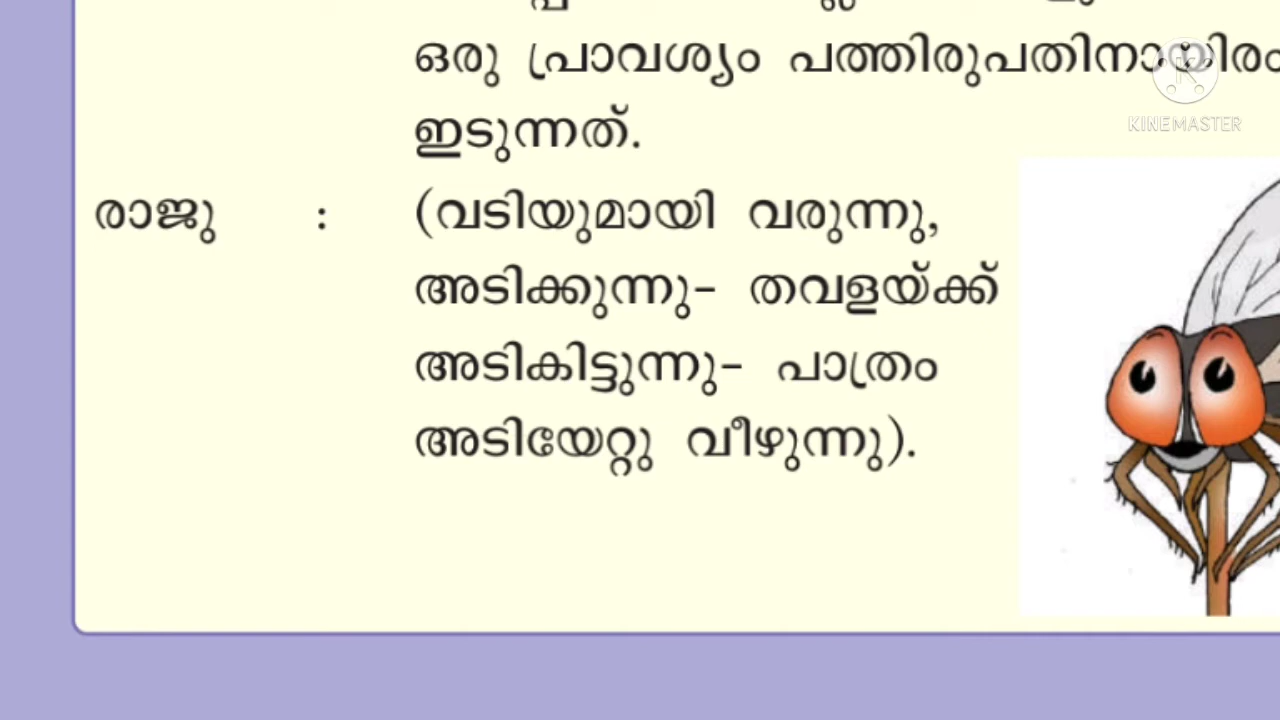 ഒരു പ്രാവശ്യം പത്തിരുപതിനായിരം
ഇടുന്നത്.
KINEMASTER
രാജു : (വടിയുമായി വരുന്നു,
അടിക്കുന്നു- തവളയ്ക്ക്
അടികിട്ടുന്നു- പാത്രം
അടിയേറ്റു വീഴുന്നു).